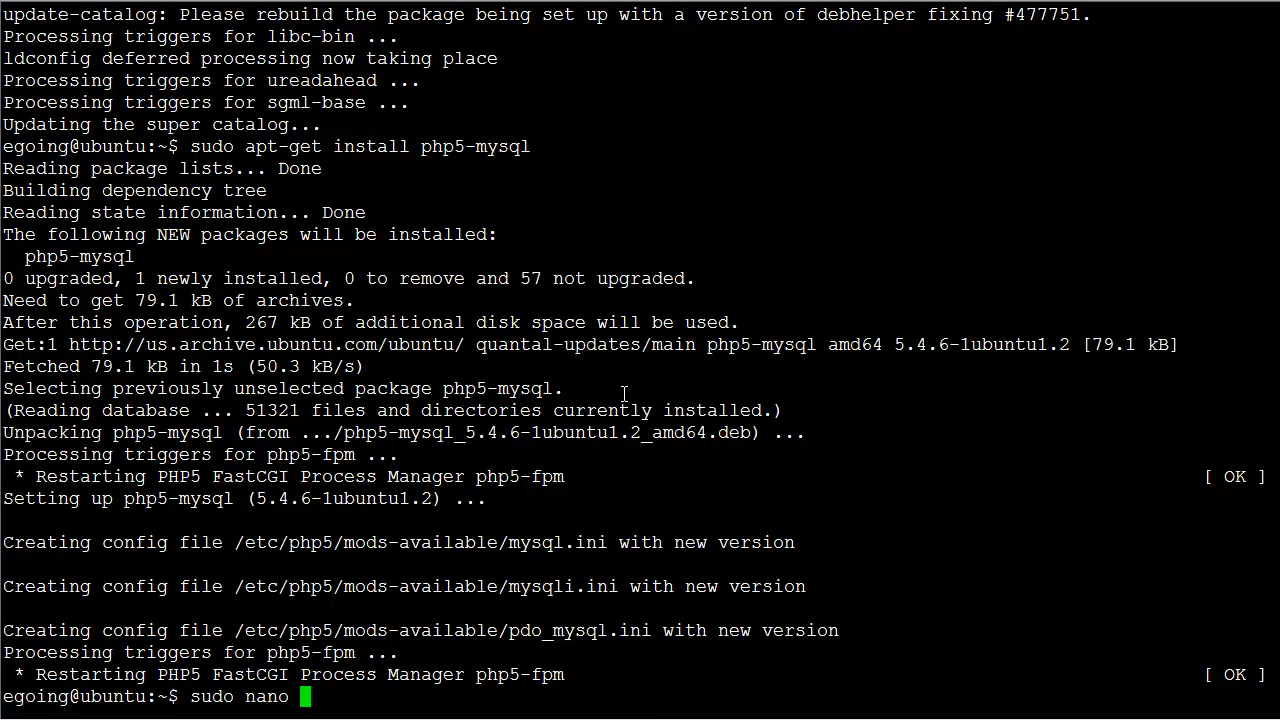 update-catalog: Please rebuild the package being set up with a version of debhelper fixing #477751.
Processing triggers for libc-bin ...
ldconfig deferred processing now taking place
Processing triggers for ureadahead ...
Processing triggers for sgml-base ...
Updating the super catalog...
egoing@ubuntu:~$ sudo apt-get install php5-mysql
Reading package lists... Done
Building dependency tree
Reading state information... Done
The following NEW packages will be installed:
  php5-mysql
0 upgraded, 1 newly installed, 0 to remove and 57 not upgraded.
Need to get 79.1 kB of archives.
After this operation, 267 kB of additional disk space will be used.
Get:1 http://us.archive.ubuntu.com/ubuntu/ quantal-updates/main php5-mysql amd64 5.4.6-1ubuntu1.2 [79.1 kB]
Fetched 79.1 kB in 1s (50.3 kB/s)
Selecting previously unselected package php5-mysql.
(Reading database ... 51321 files and directories currently installed.)
Unpacking php5-mysql (from .../php5-mysql_5.4.6-1ubuntu1.2_amd64.deb) ...
Processing triggers for php5-fpm ...
 * Restarting PHP5 FastCGI Process Manager php5-fpm [ OK ]
Setting up php5-mysql (5.4.6-1ubuntu1.2) ...
Creating config file /etc/php5/mods-available/mysql.ini with new version
Creating config file /etc/php5/mods-available/mysqli.ini with new version
Creating config file /etc/php5/mods-available/pdo_mysql.ini with new version
Processing triggers for php5-fpm ...
 * Restarting PHP5 FastCGI Process Manager php5-fpm [ OK ]
egoing@ubuntu:~$ sudo nano